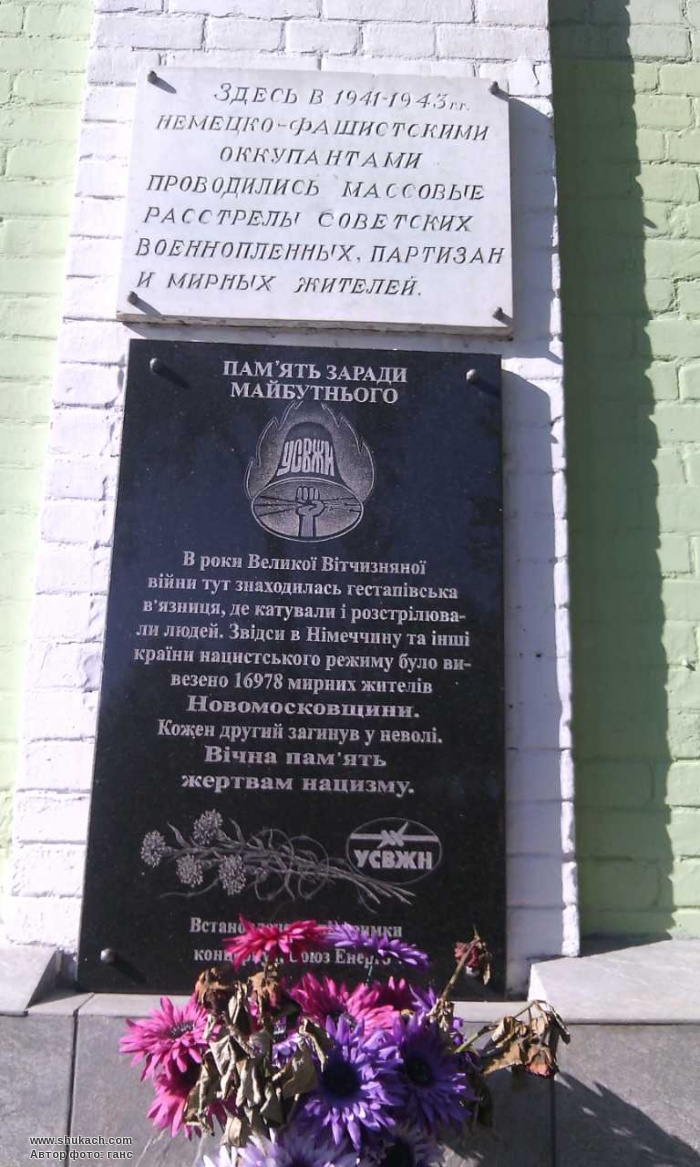 ЗДЕСЬ В 1941-1943гг.
НЕМЕЦКО-ФАШИСТСКИМИ
ОККУПАНТАМИ
ПРОВОДИЛИСЬ МАССОВЫЕ
РАССТРЕЛЫ СОВЕТСКИХ
ВОЕННОПЛЕННЫХ, ПАРТИЗАН
И МИРНЫХ ЖИТЕЛЕЙ.
ПАМ'ЯТЬ ЗАРАДИ
МАЙБУТНЬОГО
УСВЖН
В роки Великої Вітчизняної
війни тут знаходилась гестапівська
в'язниця, де катували і розстрілюва-
ли людей. Звідси в Німеччину та інші
країни нацистського режиму було ви-
везено 16978 мирних жителів
Новомосковщини.
Кожен другий загинув у неволі.
Вічна пам'ять
жертвам нацизму.
УСВЖН
Союз Енерго
www.shukach.com
Автор фото: ганс